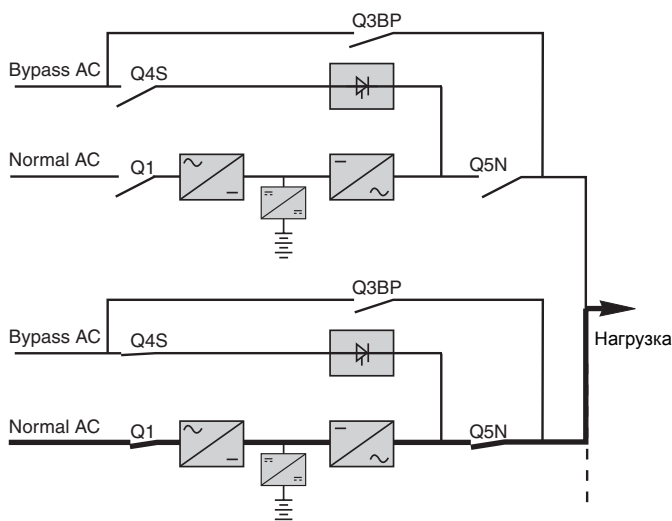 Q3BP
Bypass AC
Q4S
Normal AC
Q1
Q5N
Q3BP
Bypass AC
Q4S
Нагрузка
Normal AC
Q1
Q5N